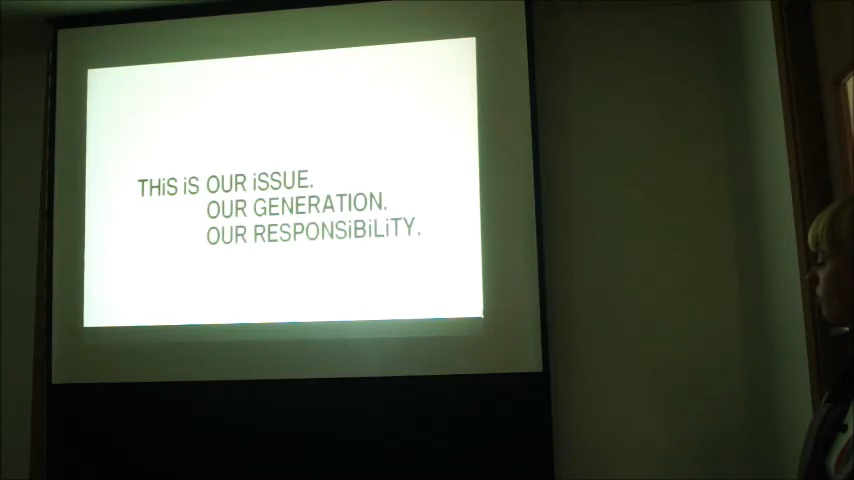 THiS iS OUR iSSUE.
OUR GENERATION.
OUR RESPONSiBiLiTY.